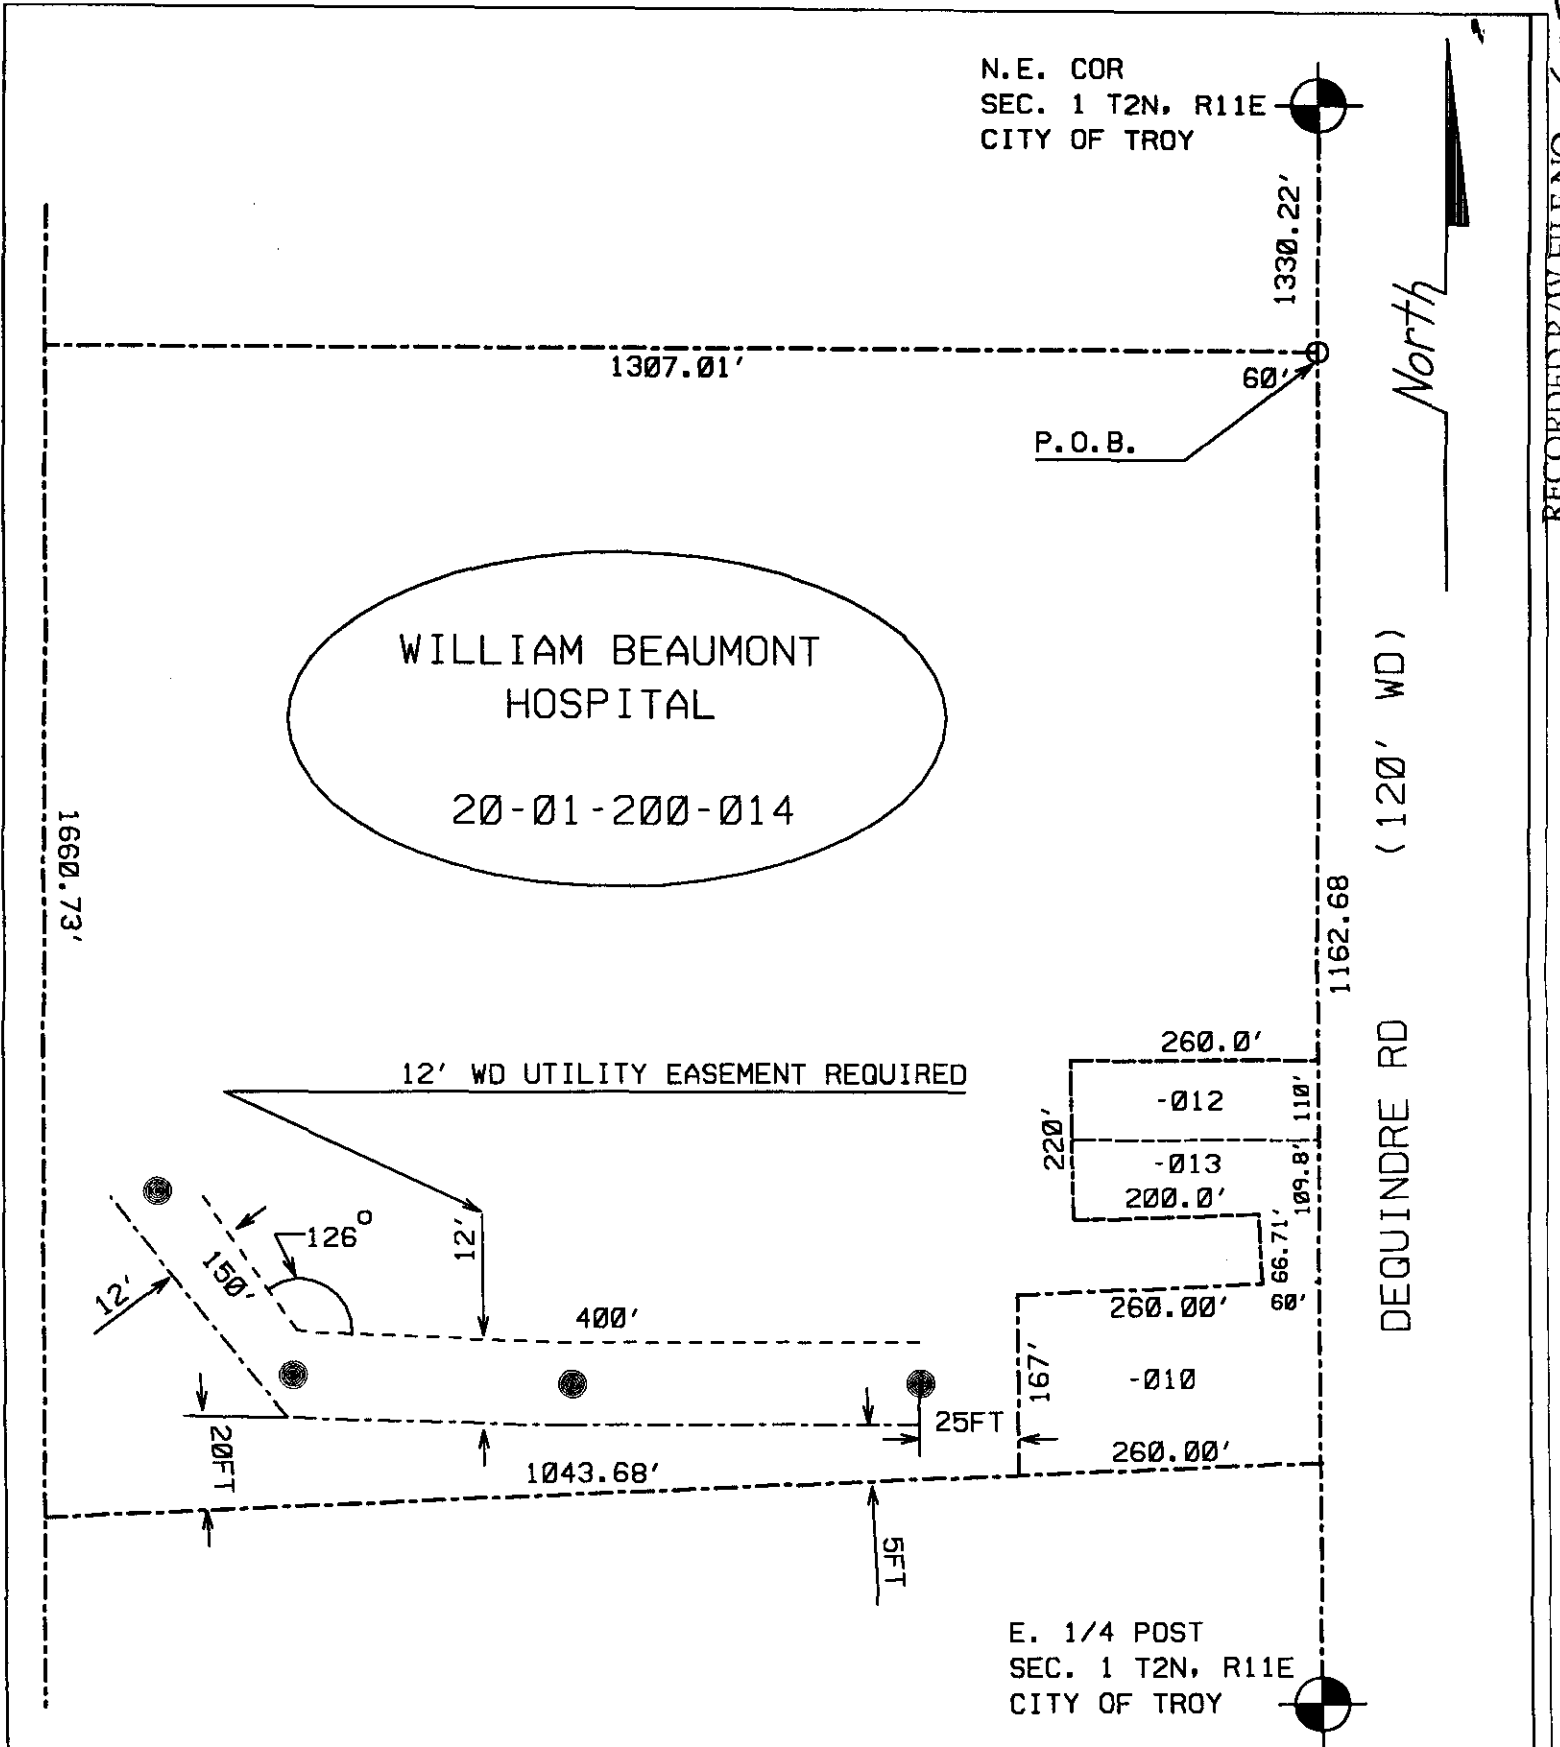 N.E. COR
SEC. 1 T2N, R11E
CITY OF TROY
1330.22'
North
1307.01'
60'
P.O.B.
WILLIAM BEAUMONT
HOSPITAL
20-01-200-014
(120' WD)
DEQUINDRE RD
1660.73'
1162.68
12' WD UTILITY EASEMENT REQUIRED
260.0'
-012
110'
220'
-013
109.8'
200.0'
66.71'
60'
260.00'
126°
12'
150'
12'
400'
167'
-010
25FT
20FT
1043.68'
260.00'
5FT
E. 1/4 POST
SEC. 1 T2N, R11E
CITY OF TROY
RECORDED R/W FILE NO.